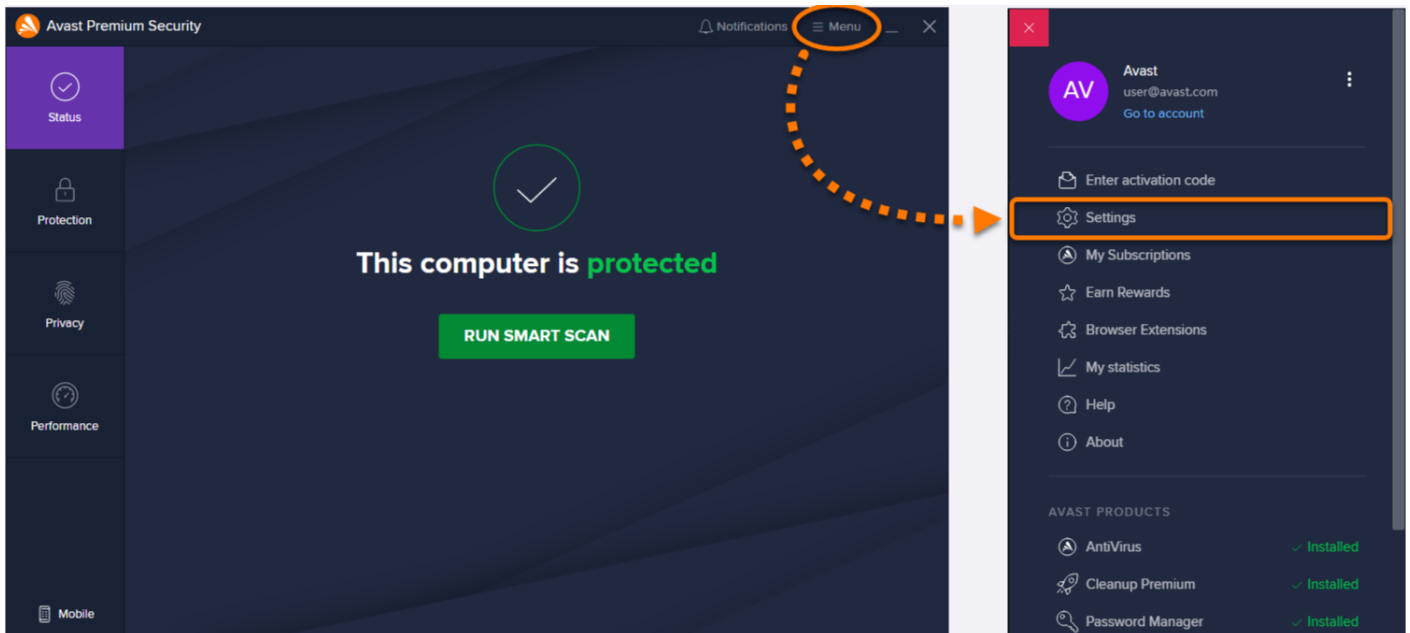 Avast Premium Security
Notifications
Menu
Status
Protection
Privacy
Performance
Mobile
This computer is protected
RUN SMART SCAN
AV
Avast
user@avast.com
Go to account
Enter activation code
Settings
My Subscriptions
Earn Rewards
Browser Extensions
My statistics
Help
About
AVAST PRODUCTS
AntiVirus Installed
Cleanup Premium Installed
Password Manager Installed